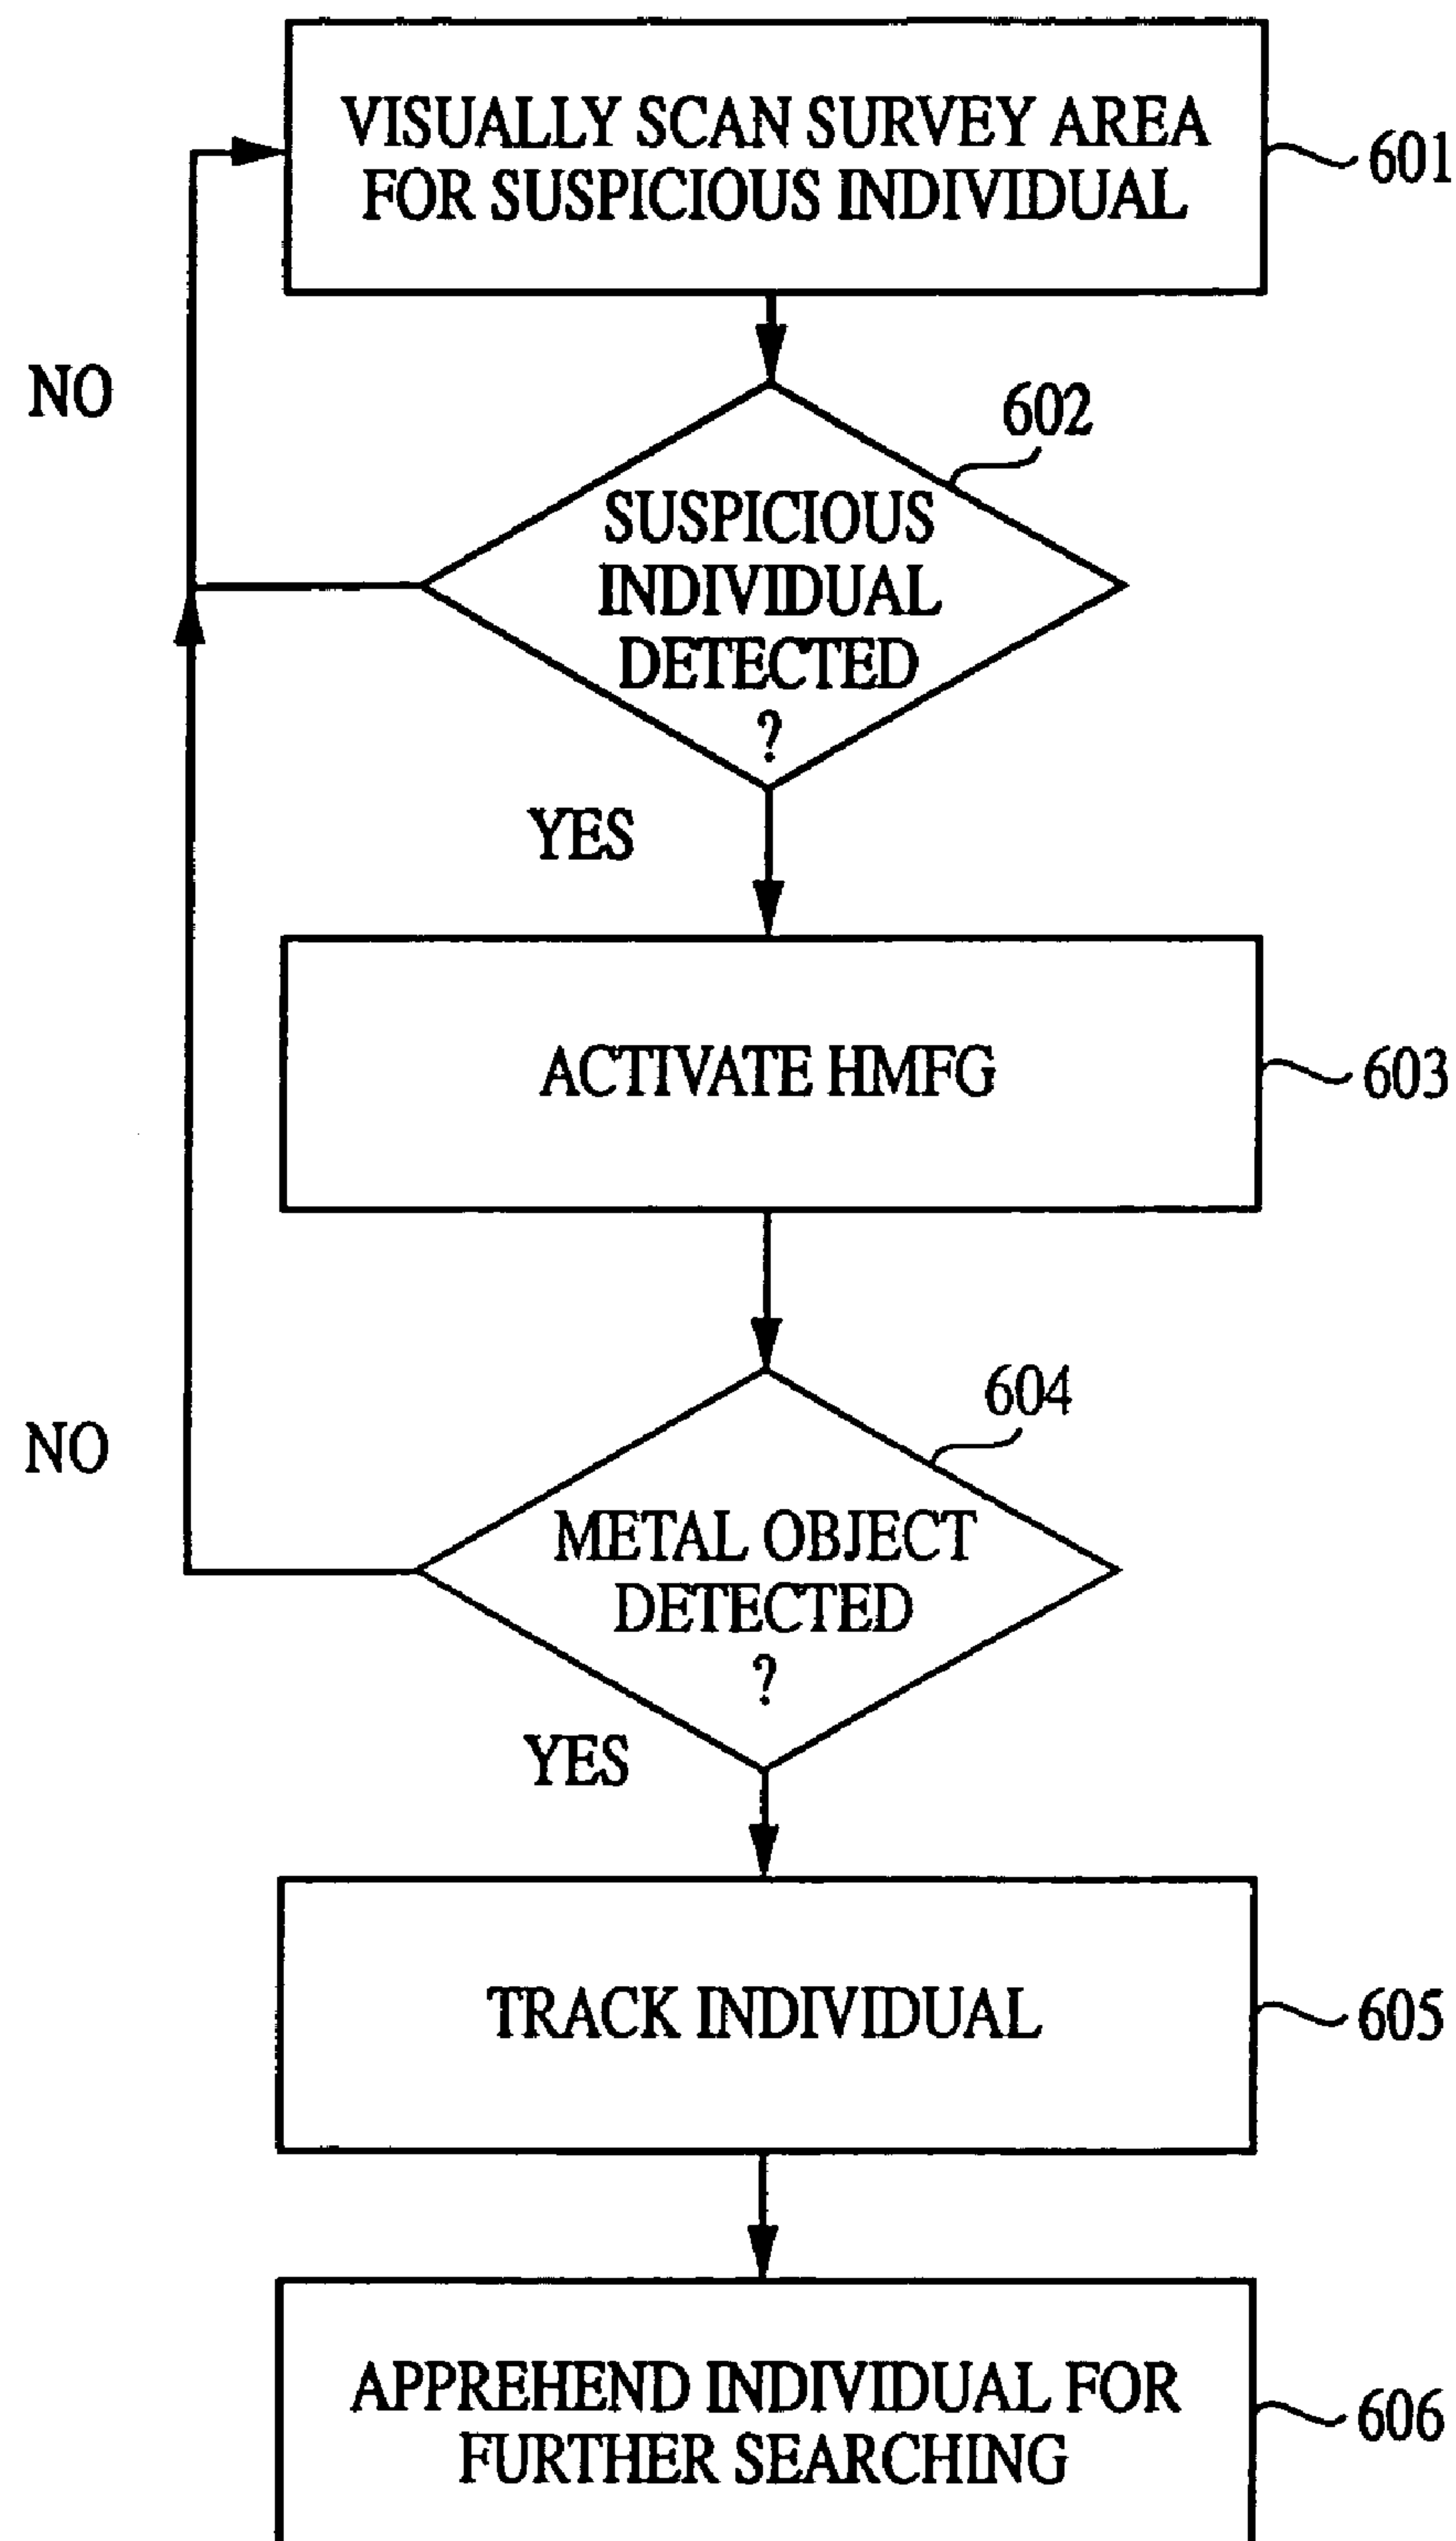 VISUALLY SCAN SURVEY AREA
FOR SUSPICIOUS INDIVIDUAL
601
NO
602
SUSPICIOUS
INDIVIDUAL
DETECTED
?
YES
ACTIVATE HMFG
603
604
NO
METAL OBJECT
DETECTED
?
YES
TRACK INDIVIDUAL
605
APPREHEND INDIVIDUAL FOR
FURTHER SEARCHING
606